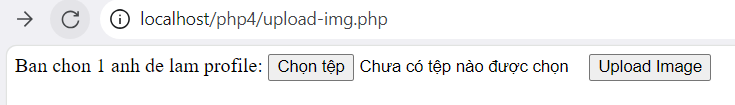 localhost/php4/upload-img.php
Ban chon 1 anh de lam profile: Chọn tệp Chưa có tệp nào được chọn Upload Image